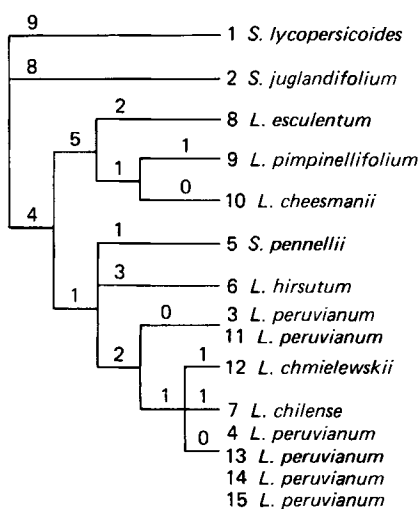 9
1 S. lycopersicoides
8
2 S. juglandifolium
2
8 L. esculentum
5
1
9 L. pimpinellifolium
1
0
10 L. cheesmanii
4
1
5 S. pennellii
3
6 L. hirsutum
1
0
3 L. peruvianum
11 L. peruvianum
2
1
12 L. chmielewskii
1
1
7 L. chilense
0
4 L. peruvianum
13 L. peruvianum
14 L. peruvianum
15 L. peruvianum